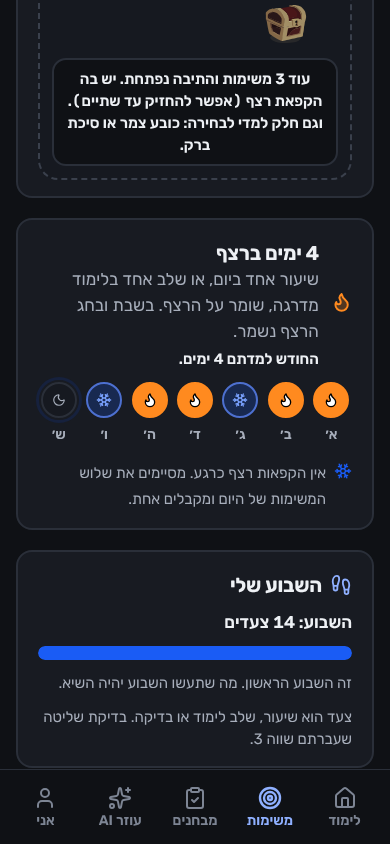 עוד 3 משימות והתיבה נפתחת. יש בה
הקפאת רצף (אפשר להחזיק עד שתיים).
וגם חלק למדי לבחירה: כובע צמר או סיכת
ברק.
4 ימים ברצף
שיעור אחד ביום, או שלב אחד בלימוד
מדרגה, שומר על הרצף. בשבת ובחג
הרצף נשמר.
החודש למדתם 4 ימים.
א׳ ב׳ ג׳ ד׳ ה׳ ו׳ ש׳
אין הקפאות רצף כרגע. מסיימים את שלוש
המשימות של היום ומקבלים אחת.
השבוע שלי
השבוע: 14 צעדים
זה השבוע הראשון. מה שתעשו השבוע יהיה השיא.
צעד הוא שיעור, שלב לימוד או בדיקה. בדיקת שליטה
שעברתם שווה 3.
לימוד משימות מבחנים עוזר AI אני